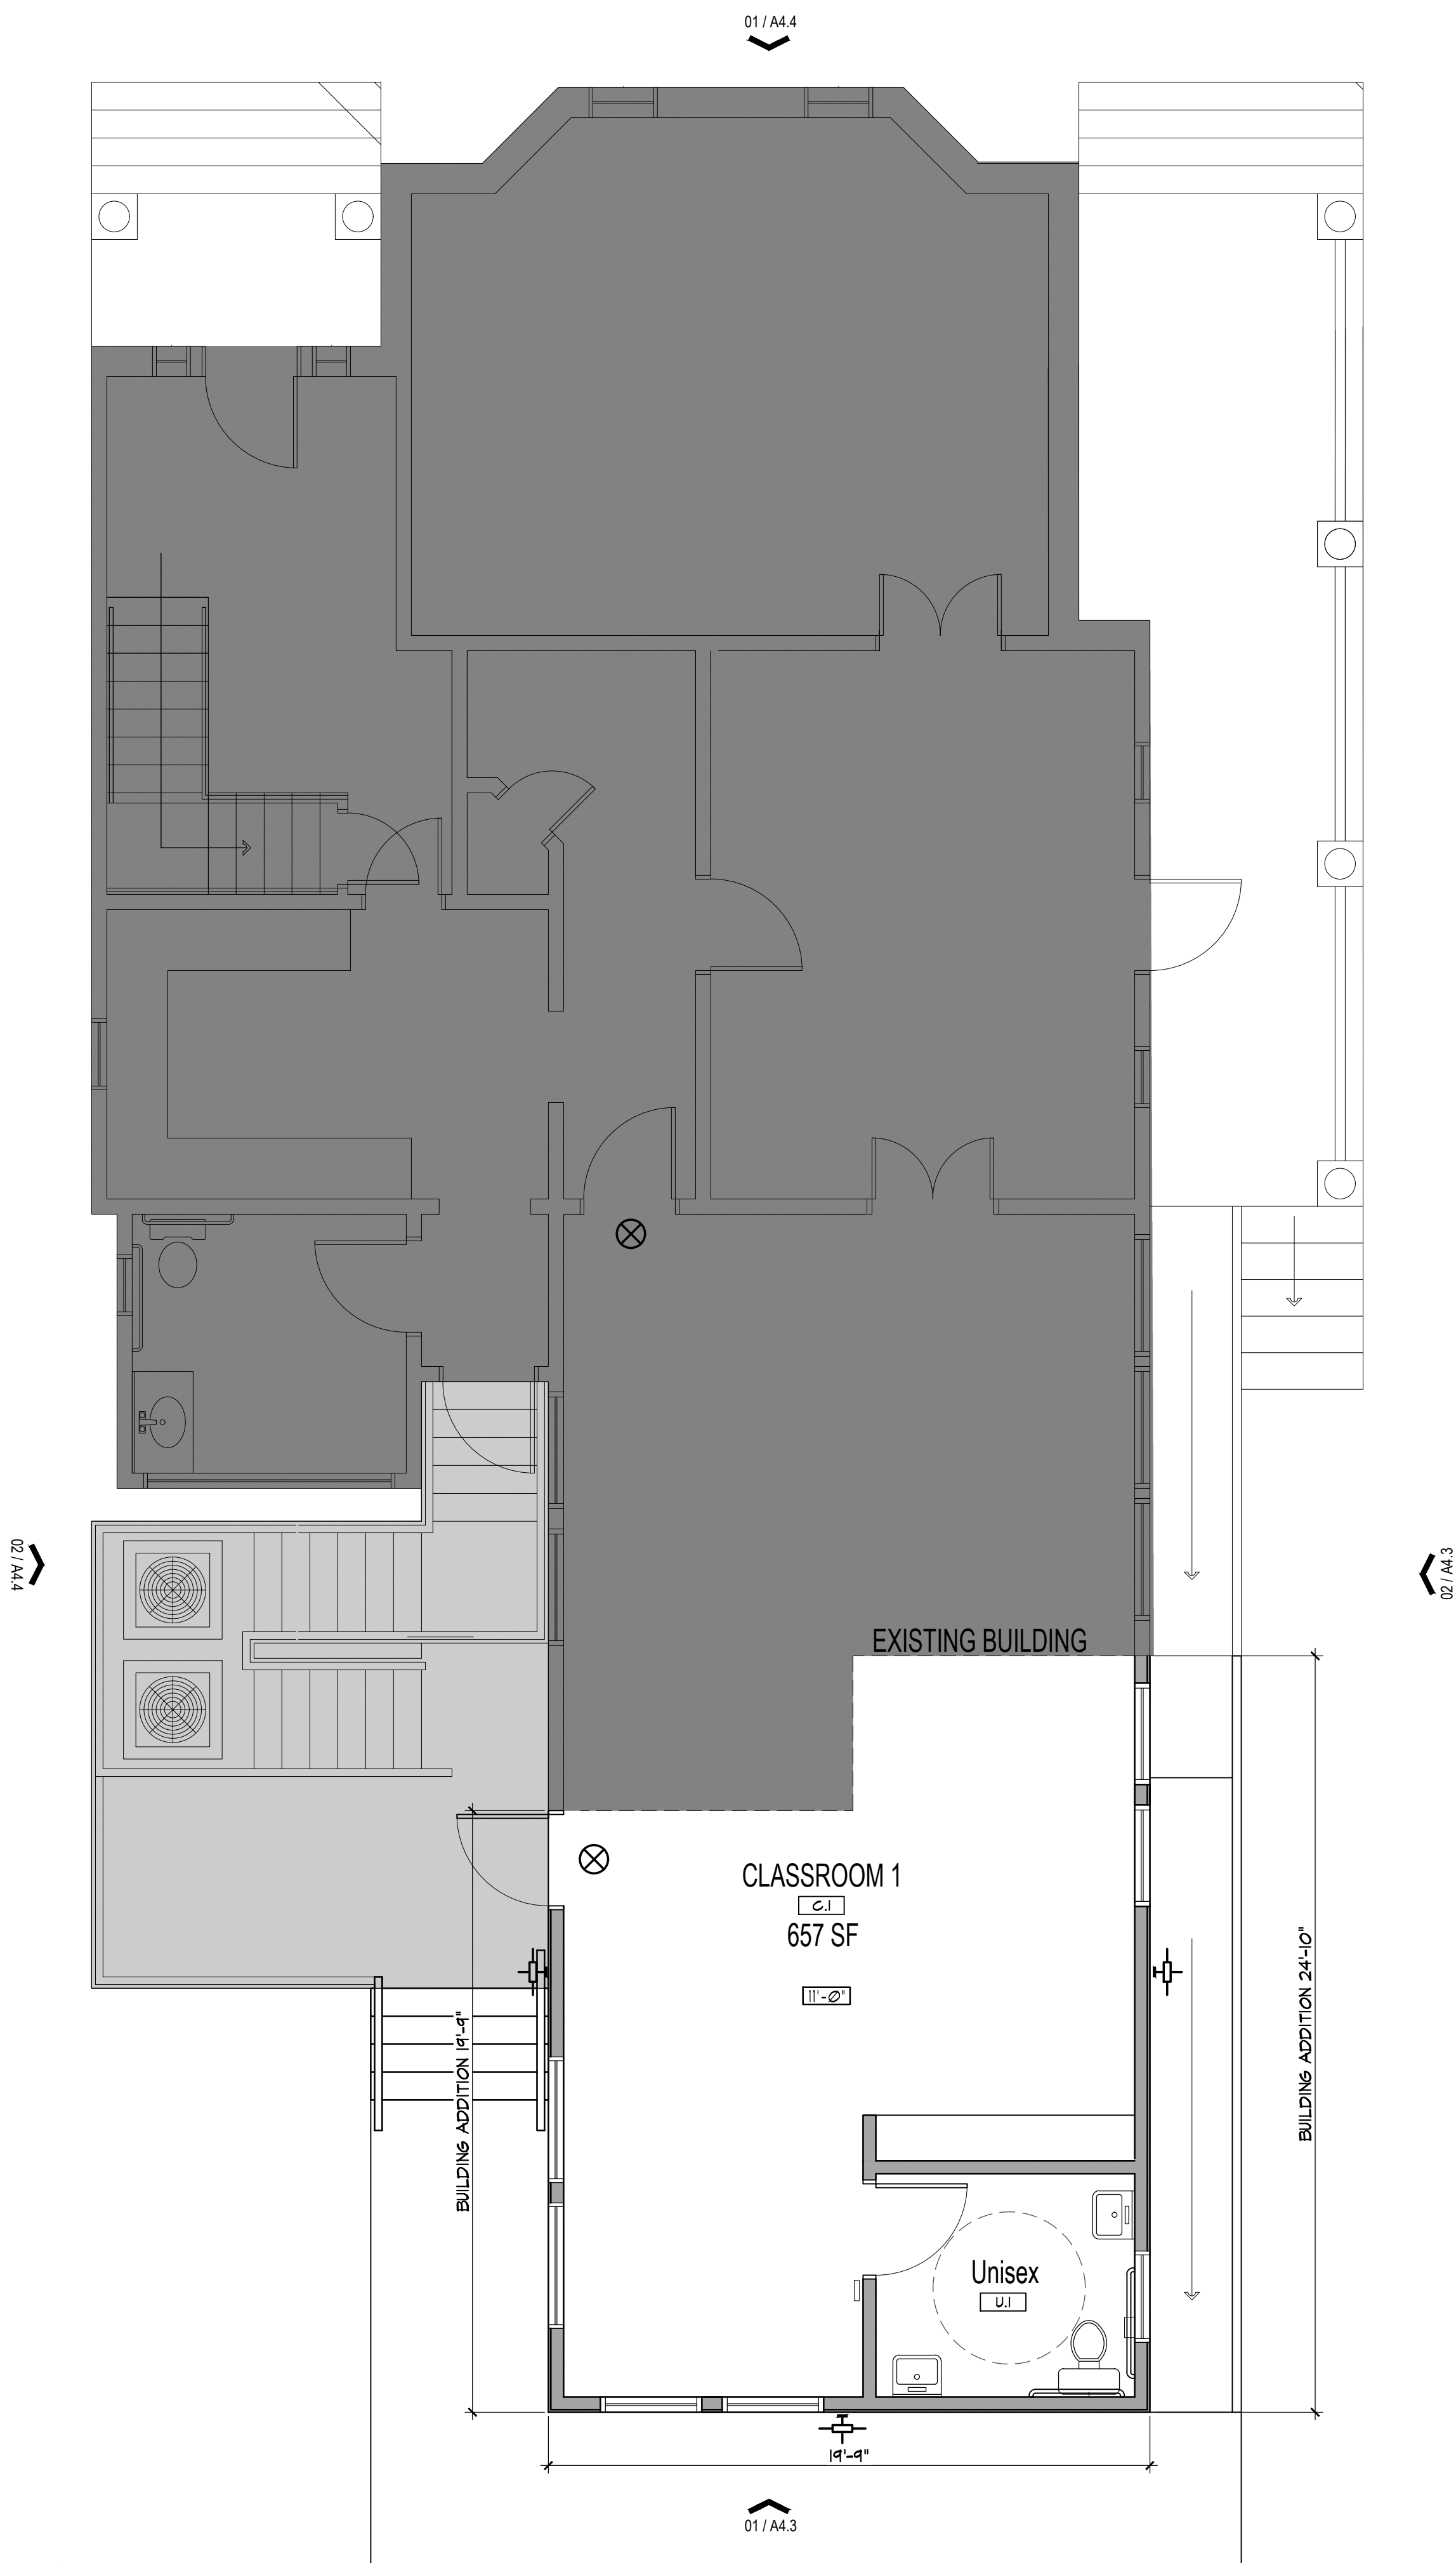 01 / A4.4
02 / A4.4
02 / A4.3
EXISTING BUILDING
CLASSROOM 1
C.1
657 SF
11'-0"
BUILDING ADDITION 19'-9"
BUILDING ADDITION 24'-10"
Unisex
U.1
19'-9"
01 / A4.3